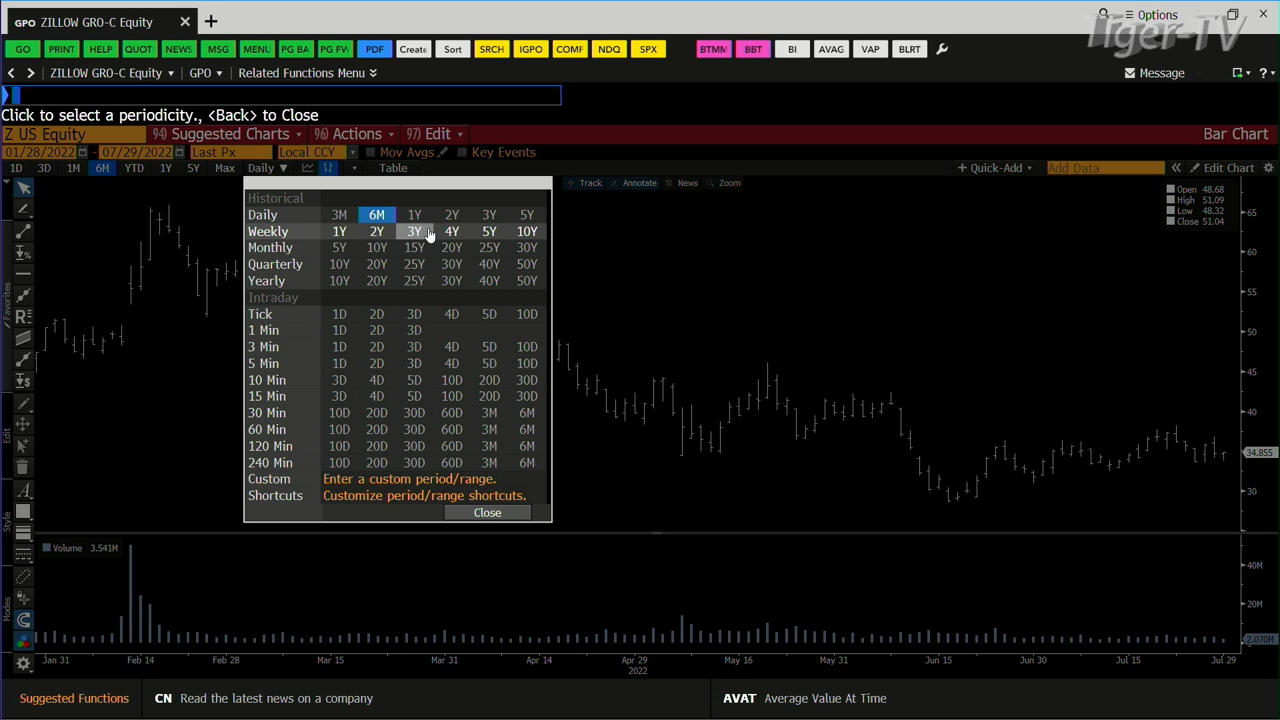 GPO ZILLOW GRO-C Equity
Options
Tiger-TV
GO PRINT HELP QUOT NEWS MSG MENU PG BA PG FW PDF Create Sort SRCH IGPO COMF NDQ SPX BTMM BBT BI AVAG VAP BLRT
ZILLOW GRO-C Equity GPO Related Functions Menu Message ?
Click to select a periodicity., <Back> to Close
Z US Equity 94) Suggested Charts 96) Actions 97) Edit Bar Chart
01/28/2022 - 07/29/2022 Last Px Local CCY Mov Avgs Key Events
1D 3D 1M 6M YTD 1Y 5Y Max Daily Table + Quick-Add Add Data Edit Chart
Track Annotate News Zoom
Historical
Daily 3M 6M 1Y 2Y 3Y 5Y
Weekly 1Y 2Y 3Y 4Y 5Y 10Y
Monthly 5Y 10Y 15Y 20Y 25Y 30Y
Quarterly 10Y 20Y 25Y 30Y 40Y 50Y
Yearly 10Y 20Y 25Y 30Y 40Y 50Y
Intraday
Tick 1D 2D 3D 4D 5D 10D
1 Min 1D 2D 3D
3 Min 1D 2D 3D 4D 5D 10D
5 Min 1D 2D 3D 4D 5D 10D
10 Min 3D 4D 5D 10D 20D 30D
15 Min 3D 4D 5D 10D 20D 30D
30 Min 10D 20D 30D 60D 3M 6M
60 Min 10D 20D 30D 60D 3M 6M
120 Min 10D 20D 30D 60D 3M 6M
240 Min 10D 20D 30D 60D 3M 6M
Custom Enter a custom period/range.
Shortcuts Customize period/range shortcuts.
Close
Open 48.68
High 51.09
Low 48.32
Close 51.04
65
60
55
50
45
40
34.855
30
Favorites
Edit
Style
Modes
Volume 3.541M
40M
20M
2.070M
Jan 31 Feb 14 Feb 28 Mar 15 Mar 31 Apr 14 Apr 29 May 16 May 31 Jun 15 Jun 30 Jul 15 Jul 29
2022
Suggested Functions CN Read the latest news on a company AVAT Average Value At Time